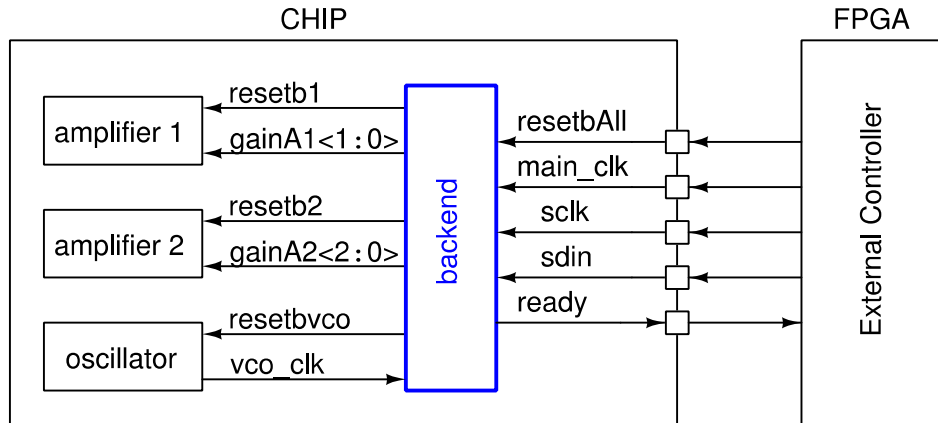 CHIP
FPGA
amplifier 1
resetb1
gainA1<1:0>
amplifier 2
resetb2
gainA2<2:0>
oscillator
resetbvco
vco_clk
backend
resetbAll
main_clk
sclk
sdin
ready
External Controller